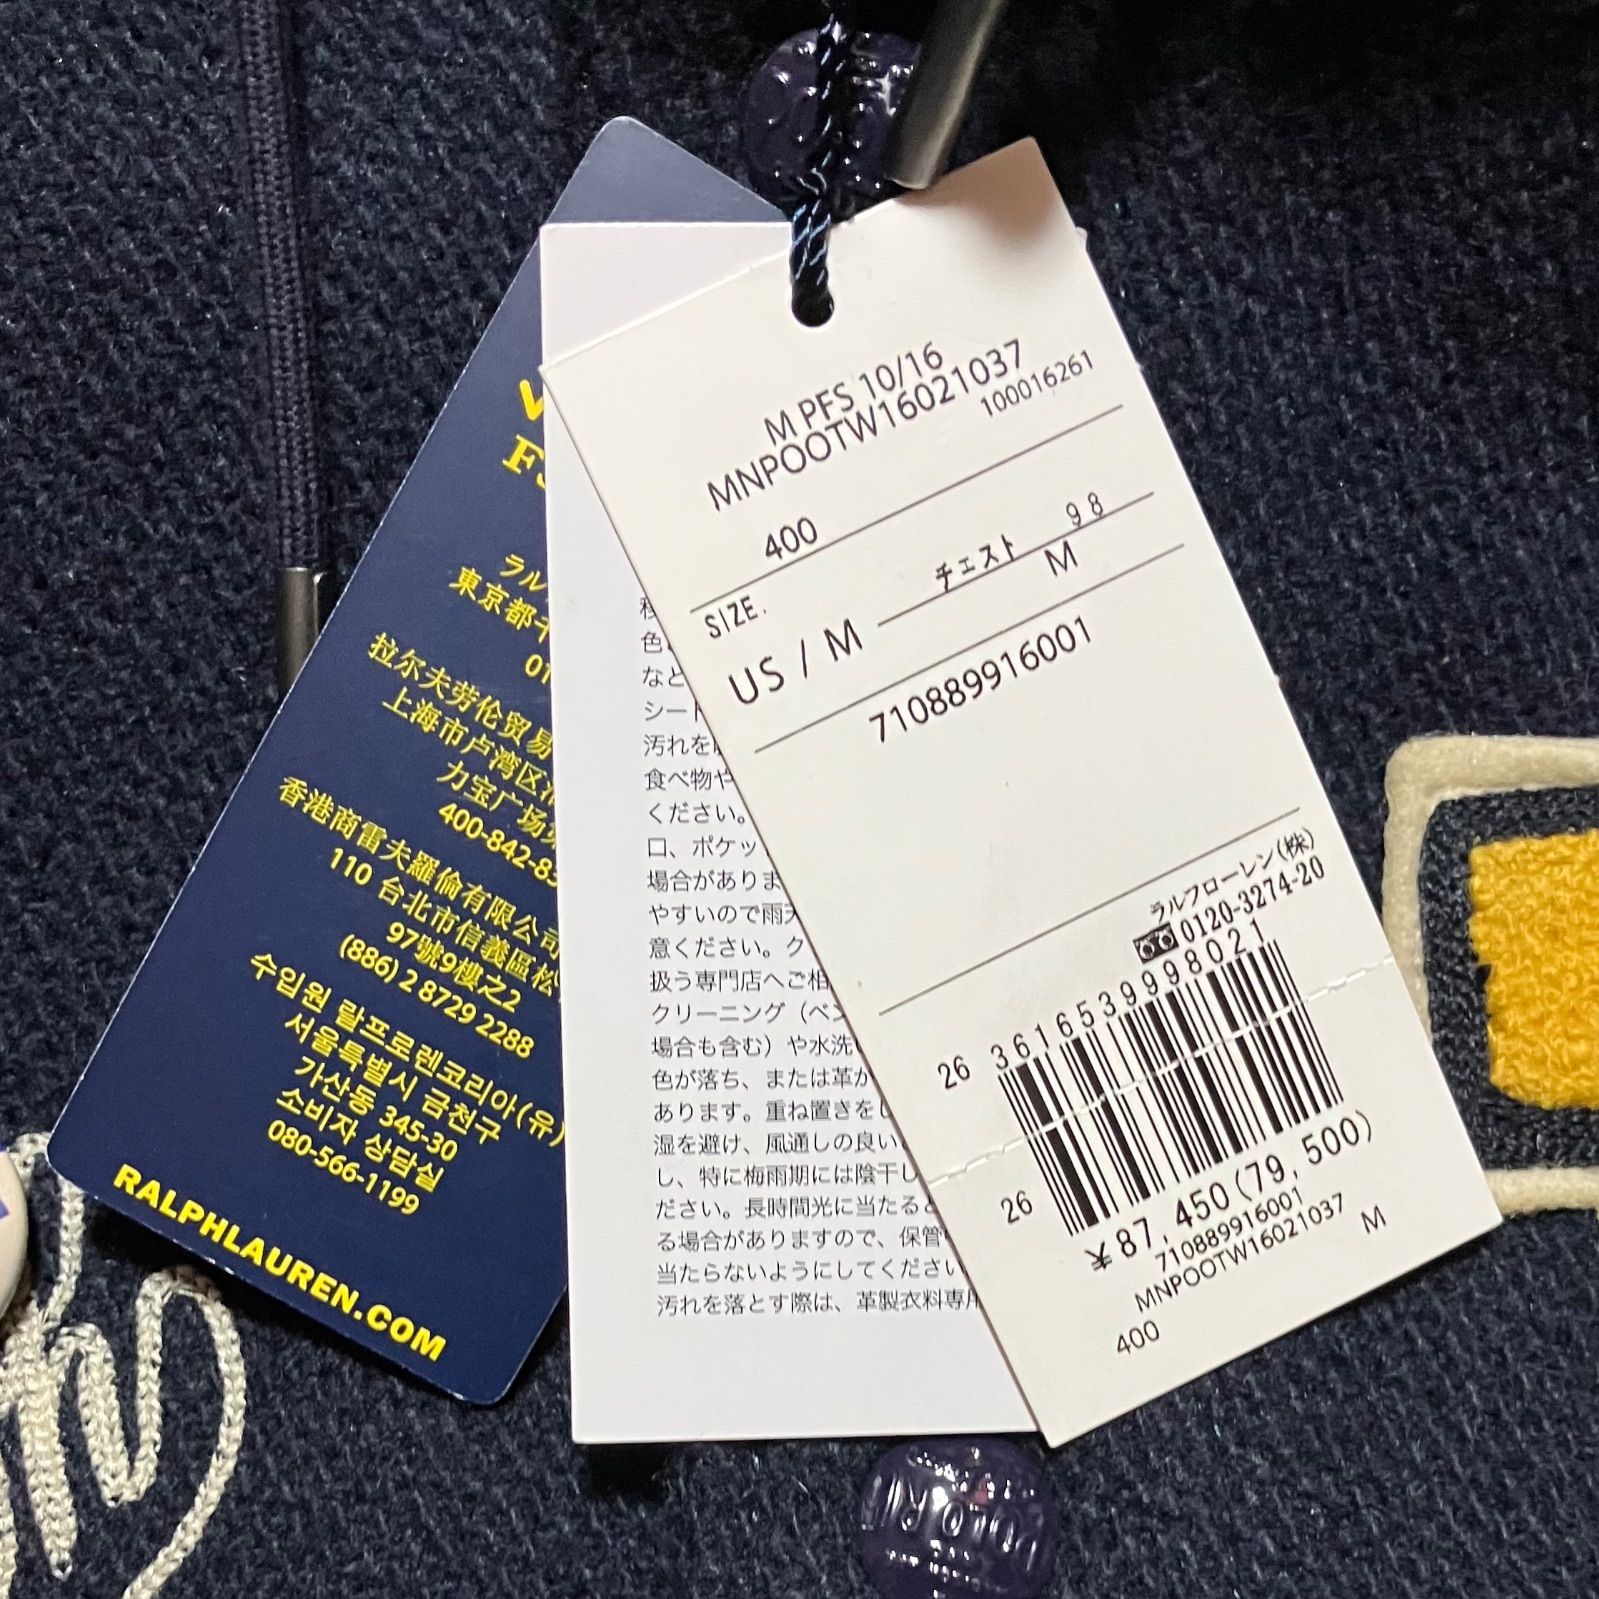 M PFS 10/16
MNPOOTW16021037
100016261
400
SIZE. チェスト 98
US / M M
710889916001
ラルフローレン(株)
0120-3274-20
26 3616539998021
26
¥87,450(79,500)
710889916001
MNPOOTW16021037
400 M
色
など
シート
汚れを
食べ物や
ください。
口、ポケッ
場合がありま
やすいので雨天
意ください。ク
扱う専門店へご相
クリーニング（ベン
場合も含む）や水洗い
色が落ち、または革が
あります。重ね置きをし
湿を避け、風通しの良い
し、特に梅雨期には陰干し
ださい。長時間光に当たると
る場合がありますので、保管
当たらないようにしてください
汚れを落とす際は、革製衣料専用
ラル
東京都千
01
拉尔夫劳伦贸易
上海市卢湾区淮
力宝广场
400-842-83
香港商雷夫羅倫有限公司
110 台北市信義區松
97號9樓之2
(886) 2 8729 2288
수입원 랄프로렌코리아(유)
서울특별시 금천구
가산동 345-30
소비자 상담실
080-566-1199
RALPHLAUREN.COM